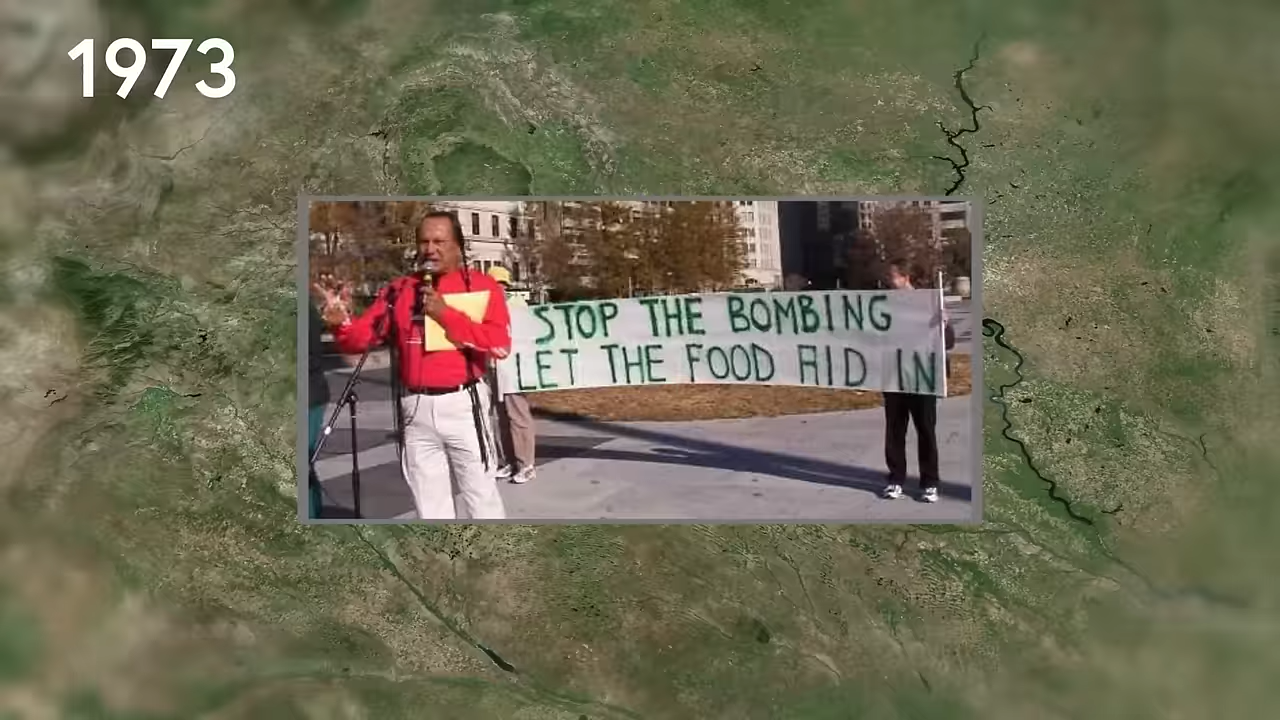 1973
STOP THE BOMBING
LET THE FOOD AID IN